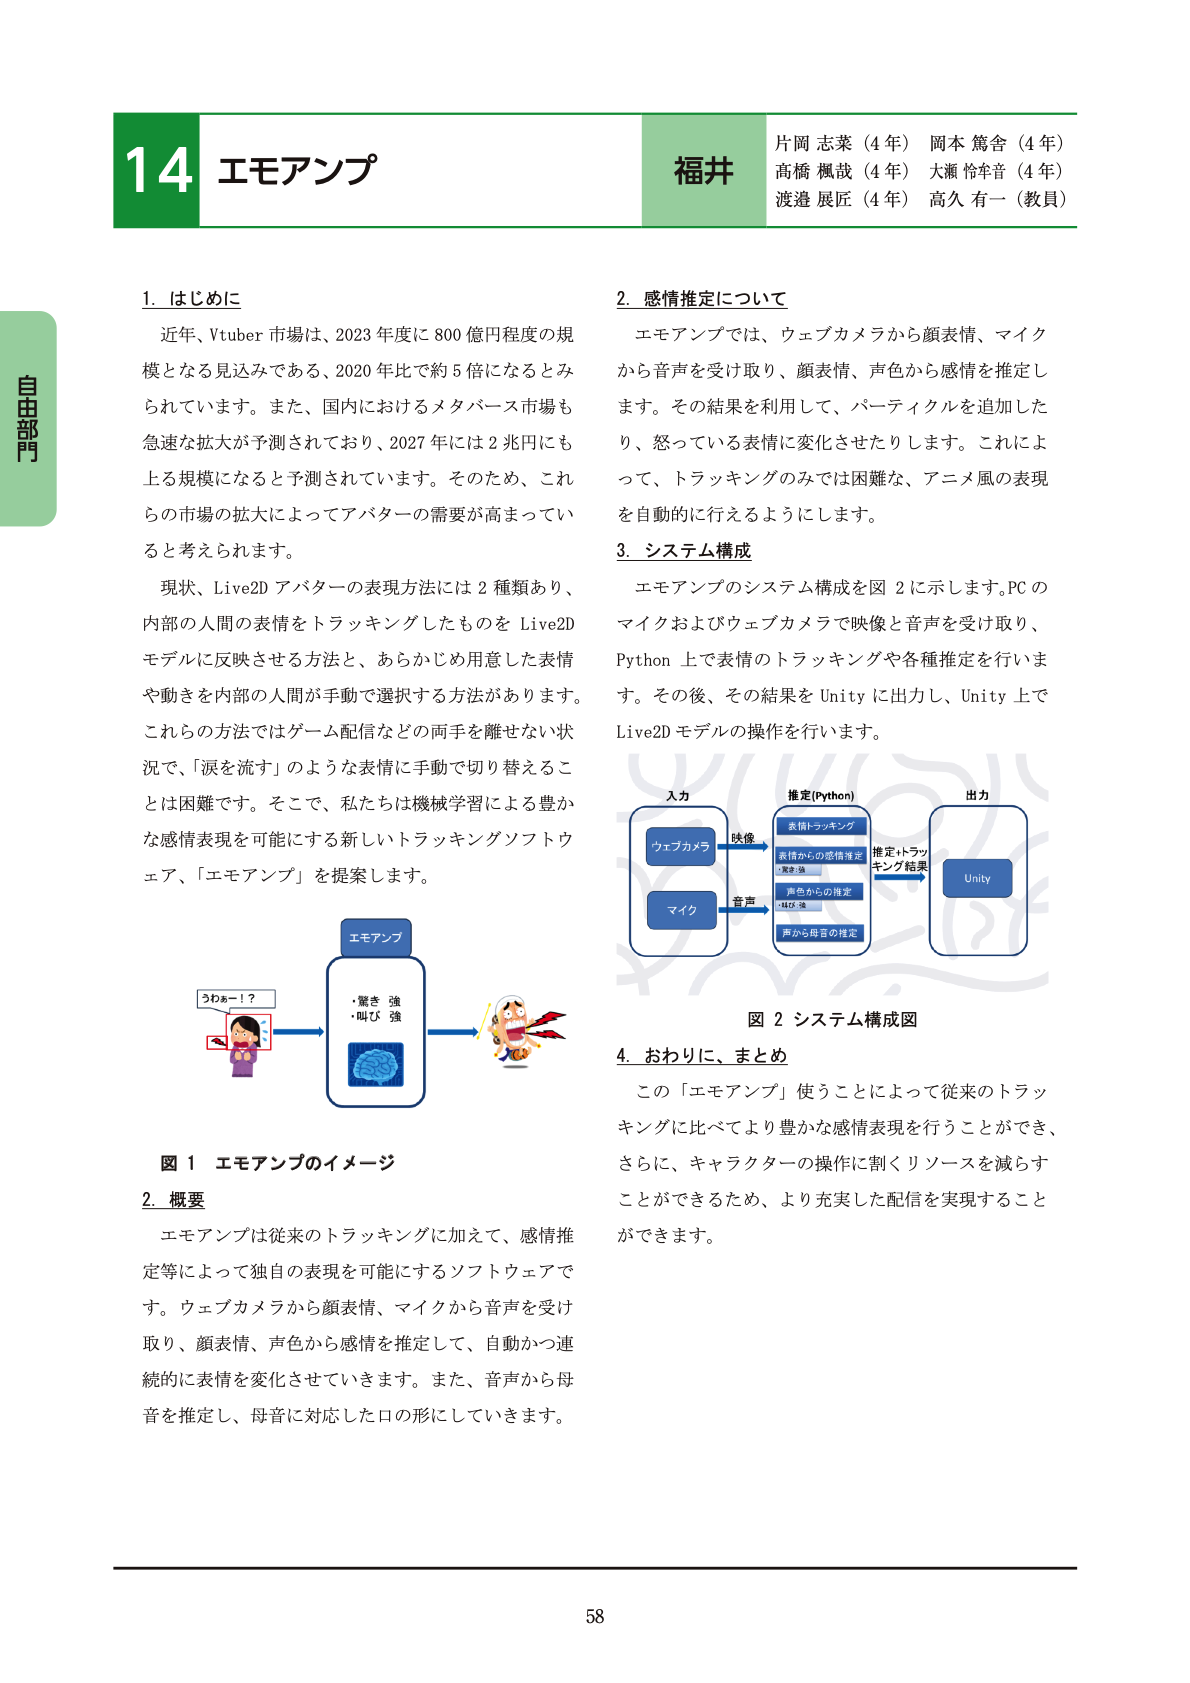 14
エモアンプ
福井
片岡 志菜（4 年） 岡本 篤舎（4 年）
髙橋 楓哉（4 年） 大瀬 怜牟音（4 年）
渡邉 展匠（4 年） 高久 有一（教員）
自由部門
1. はじめに
近年、Vtuber 市場は、2023 年度に 800 億円程度の規
模となる見込みである、2020 年比で約 5 倍になるとみ
られています。また、国内におけるメタバース市場も
急速な拡大が予測されており、2027 年には 2 兆円にも
上る規模になると予測されています。そのため、これ
らの市場の拡大によってアバターの需要が高まってい
ると考えられます。
現状、Live2D アバターの表現方法には 2 種類あり、
内部の人間の表情をトラッキングしたものを Live2D
モデルに反映させる方法と、あらかじめ用意した表情
や動きを内部の人間が手動で選択する方法があります。
これらの方法ではゲーム配信などの両手を離せない状
況で、「涙を流す」のような表情に手動で切り替えるこ
とは困難です。そこで、私たちは機械学習による豊か
な感情表現を可能にする新しいトラッキングソフトウ
ェア、「エモアンプ」を提案します。
エモアンプ
うわぁー！？
・驚き 強
・叫び 強
図 1 エモアンプのイメージ
2. 概要
エモアンプは従来のトラッキングに加えて、感情推
定等によって独自の表現を可能にするソフトウェアで
す。ウェブカメラから顔表情、マイクから音声を受け
取り、顔表情、声色から感情を推定して、自動かつ連
続的に表情を変化させていきます。また、音声から母
音を推定し、母音に対応した口の形にしていきます。
2. 感情推定について
エモアンプでは、ウェブカメラから顔表情、マイク
から音声を受け取り、顔表情、声色から感情を推定し
ます。その結果を利用して、パーティクルを追加した
り、怒っている表情に変化させたりします。これによ
って、トラッキングのみでは困難な、アニメ風の表現
を自動的に行えるようにします。
3. システム構成
エモアンプのシステム構成を図 2 に示します。PC の
マイクおよびウェブカメラで映像と音声を受け取り、
Python 上で表情のトラッキングや各種推定を行いま
す。その後、その結果を Unity に出力し、Unity 上で
Live2D モデルの操作を行います。
入力
ウェブカメラ
マイク
映像
音声
推定(Python)
表情トラッキング
表情からの感情推定
・驚き:強
声色からの推定
・叫び:強
声から母音の推定
推定+トラッ
キング結果
出力
Unity
図 2 システム構成図
4. おわりに、まとめ
この「エモアンプ」使うことによって従来のトラッ
キングに比べてより豊かな感情表現を行うことができ、
さらに、キャラクターの操作に割くリソースを減らす
ことができるため、より充実した配信を実現すること
ができます。
58